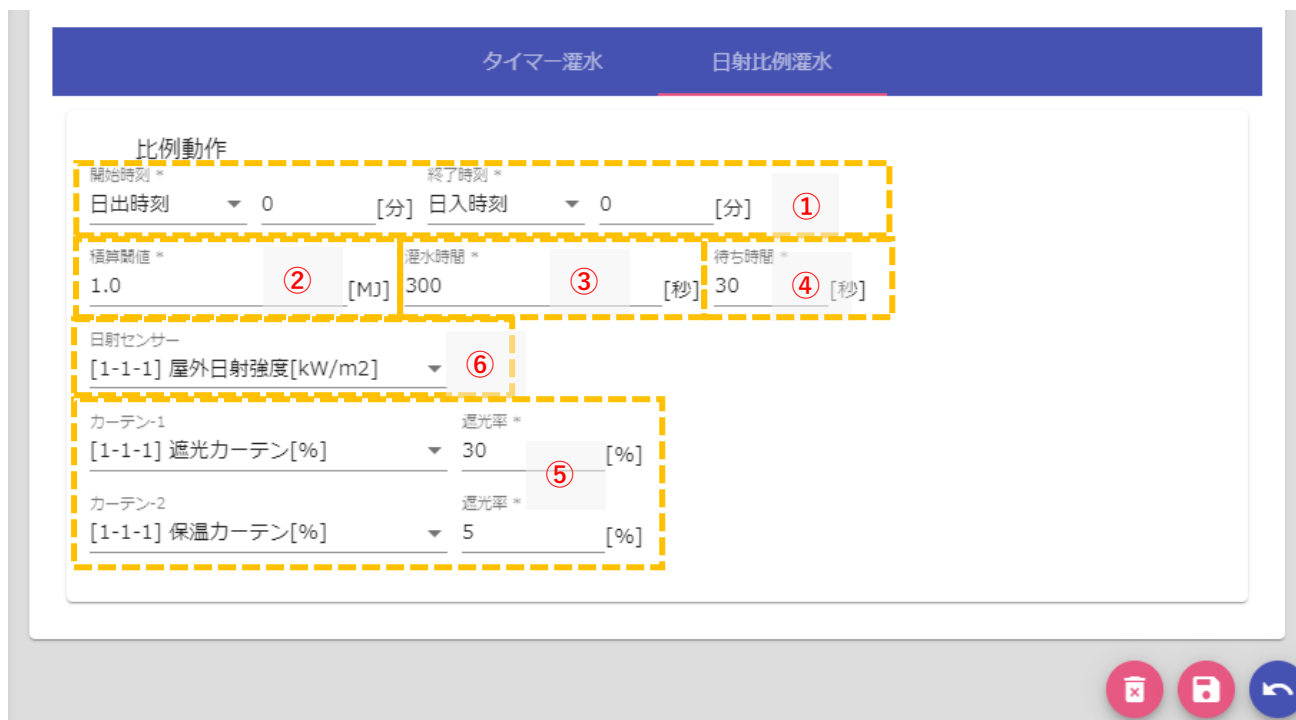 タイマー灌水 日射比例灌水
比例動作
開始時刻 * 終了時刻 *
日出時刻 0 [分] 日入時刻 0 [分] ①
積算閾値 * 灌水時間 * 待ち時間 *
1.0 ② [MJ] 300 ③ [秒] 30 ④ [秒]
日射センサー
[1-1-1] 屋外日射強度[kW/m2] ⑥
カーテン-1 遮光率 *
[1-1-1] 遮光カーテン[%] 30 [%]
⑤
カーテン-2 遮光率 *
[1-1-1] 保温カーテン[%] 5 [%]